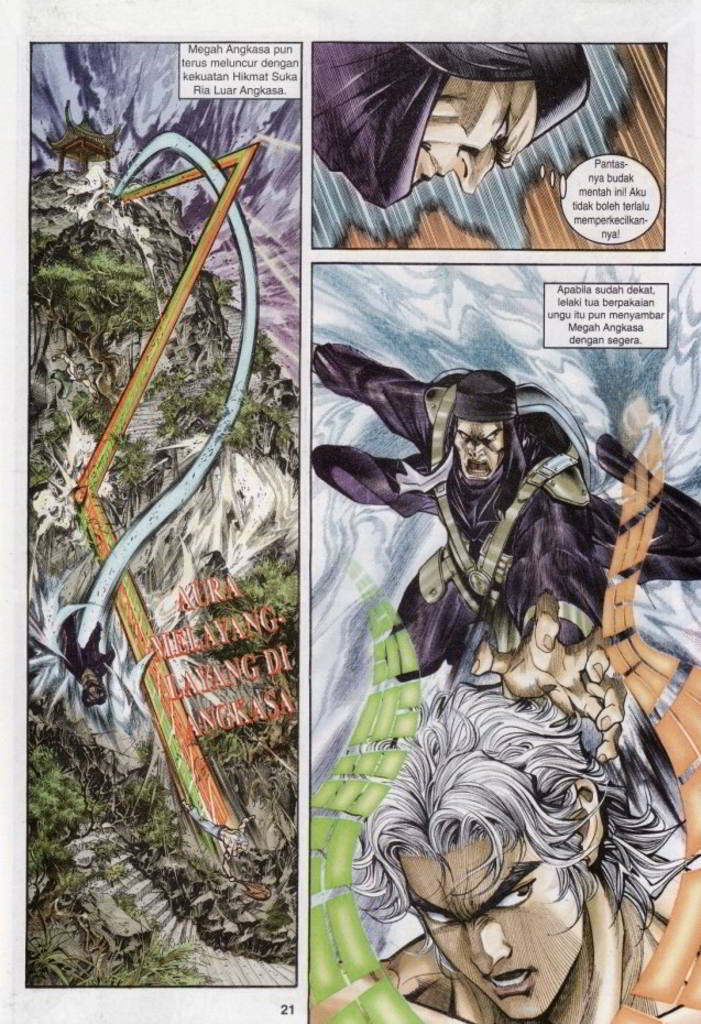 Megah Angkasa pun
terus meluncur dengan
kekuatan Hikmat Suka
Ria Luar Angkasa.
Pantas-
nya budak
mentah ini! Aku
tidak boleh terlalu
memperkecilkan-
nya!
Apabila sudah dekat,
lelaki tua berpakaian
ungu itu pun menyambar
Megah Angkasa
dengan segera.
AURA
MELAYANG-
LAYANG DI
ANGKASA
21